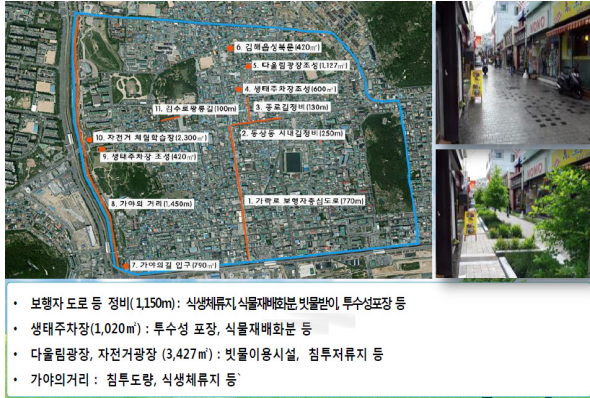 6. 김해읍성북문(420㎡)
5. 다울림광장조성(1,127㎡)
4. 생태주차장조성(600㎡)
11. 김수로왕릉길(100m)
3. 종로길정비(130m)
2. 동상동 시내길정비(250m)
10. 자전거 체험학습장(2,300㎡)
9. 생태주차장 조성(420㎡)
8. 가야의 거리(1,450m)
1. 가락로 보행자중심도로(770m)
7. 가야의길 입구(790㎡)
MOMO
MOMO
• 보행자 도로 등 정비( 1,150m) : 식생체류지, 식물재배화분, 빗물받이, 투수성포장 등
• 생태주차장(1,020㎡) : 투수성 포장, 식물재배화분 등
• 다울림광장, 자전거광장 (3,427㎡) : 빗물이용시설, 침투저류지 등
• 가야의거리 : 침투도랑, 식생체류지 등`